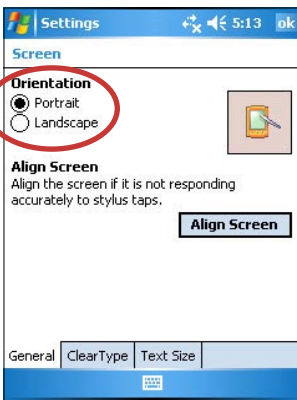 Settings 5:13 ok
Screen
Orientation
Portrait
Landscape
Align Screen
Align the screen if it is not responding
accurately to stylus taps.
Align Screen
General ClearType Text Size